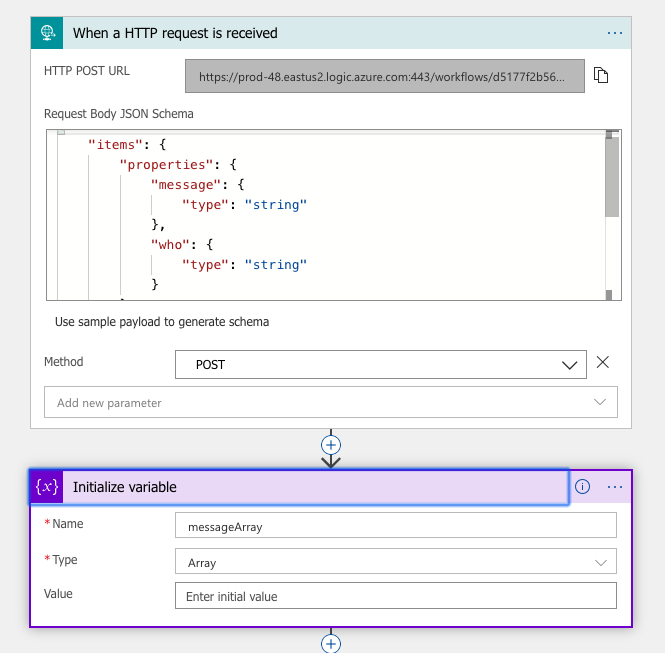 When a HTTP request is received
...
HTTP POST URL
https://prod-48.eastus2.logic.azure.com:443/workflows/d5177f2b56...
Request Body JSON Schema
"items": {
"properties": {
"message": {
"type": "string"
},
"who": {
"type": "string"
}
Use sample payload to generate schema
Method
POST
Add new parameter
{x} Initialize variable
...
*Name
messageArray
*Type
Array
Value
Enter initial value